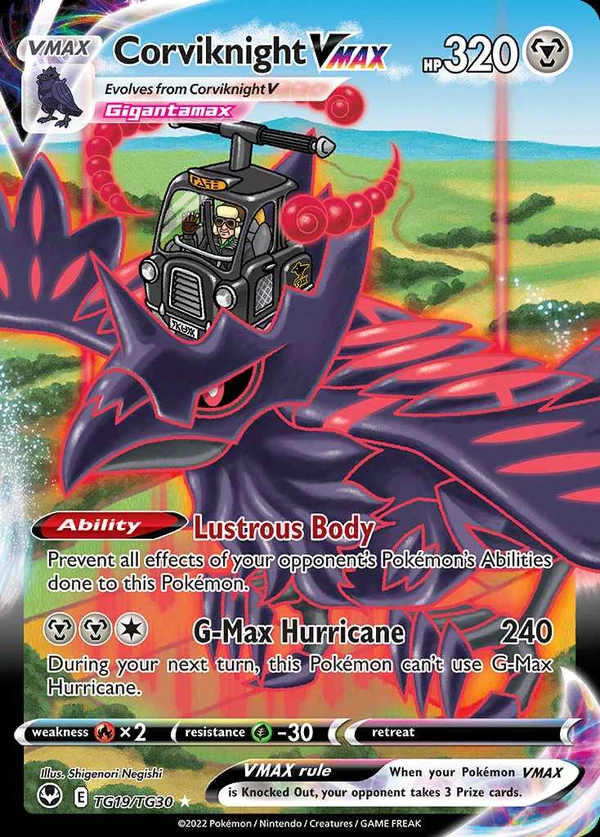 VMAX
Corviknight VMAX
HP 320
Evolves from Corviknight V
Gigantamax
Ability Lustrous Body
Prevent all effects of your opponent's Pokémon's Abilities
done to this Pokémon.
G-Max Hurricane 240
During your next turn, this Pokémon can't use G-Max
Hurricane.
weakness ×2 resistance -30 retreat
Illus. Shigenori Negishi
VMAX rule When your Pokémon VMAX
is Knocked Out, your opponent takes 3 Prize cards.
E TG19/TG30 ★
©2022 Pokémon / Nintendo / Creatures / GAME FREAK